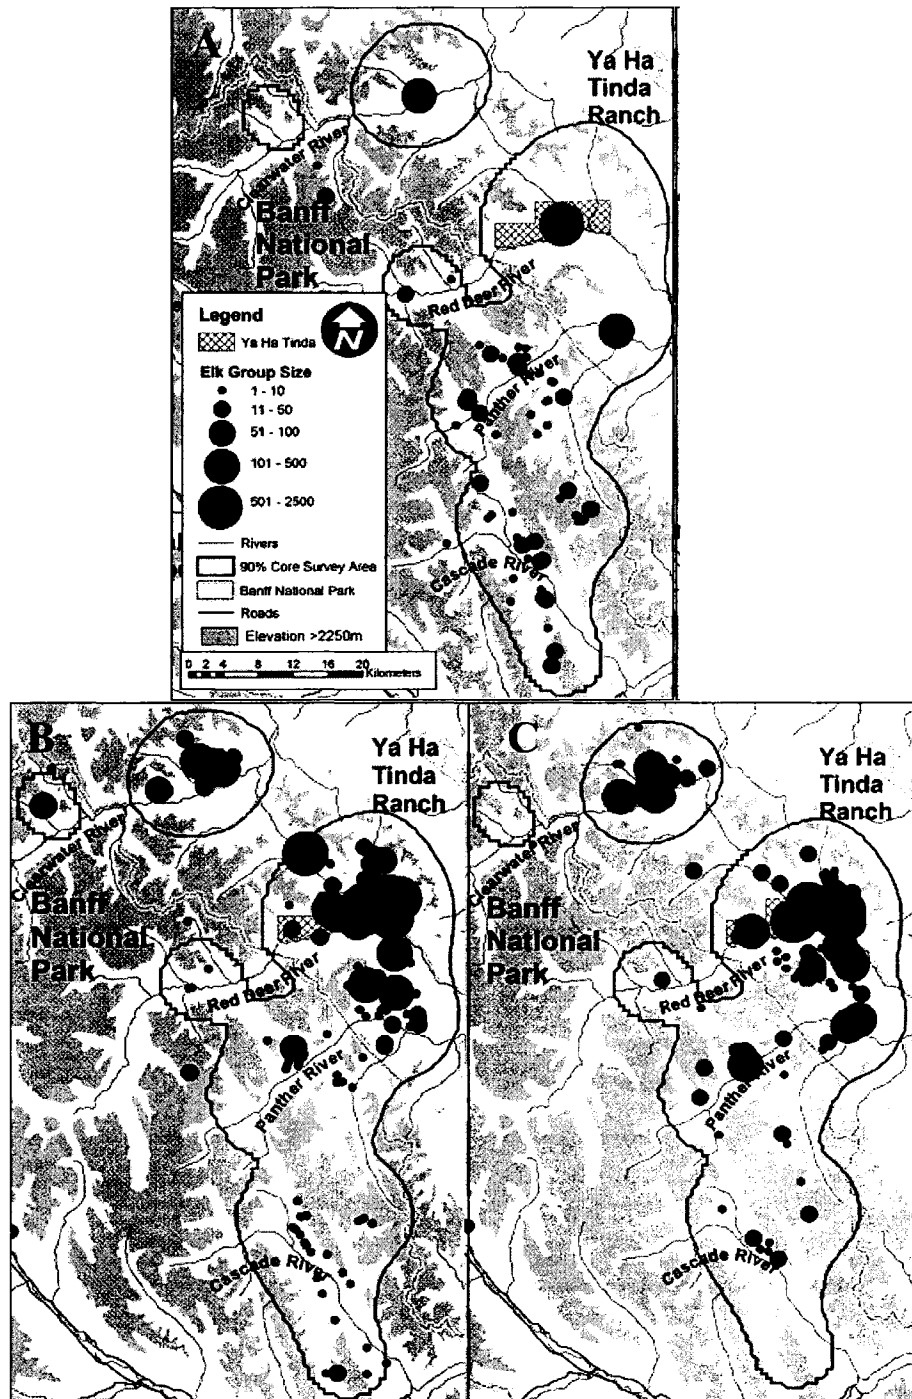 A
Ya Ha
Tinda
Ranch
Clearwater River
Banff
National
Park
Red Deer River
Legend
N
Ya Ha Tinda
Elk Group Size
1 - 10
11 - 50
51 - 100
101 - 500
501 - 2500
Rivers
90% Core Survey Area
Banff National Park
Roads
Elevation >2250m
0 2 4 8 12 16 20
Kilometers
Panther River
Cascade River
B
Ya Ha
Tinda
Ranch
Clearwater River
Banff
National
Park
Red Deer River
Panther River
Cascade River
C
Ya Ha
Tinda
Ranch
Clearwater River
Banff
National
Park
Red Deer River
Panther River
Cascade River